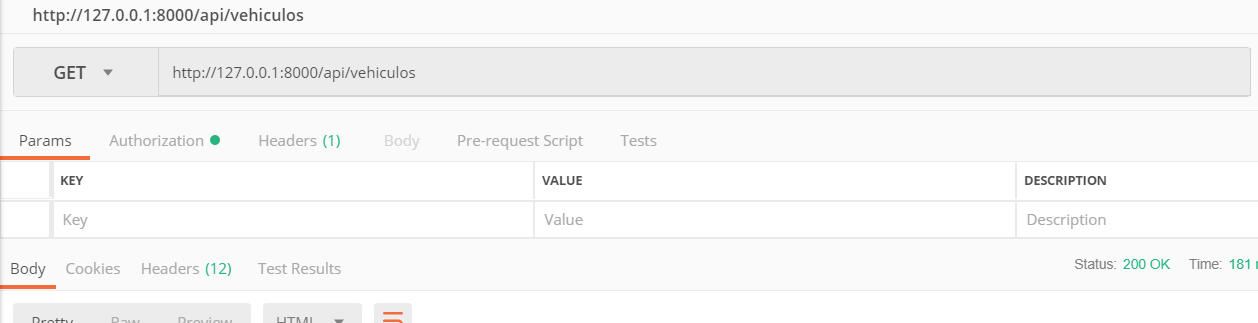 http://127.0.0.1:8000/api/vehiculos
GET http://127.0.0.1:8000/api/vehiculos
Params Authorization Headers (1) Body Pre-request Script Tests
KEY VALUE DESCRIPTION
Key Value Description
Body Cookies Headers (12) Test Results Status: 200 OK Time: 181
Pretty Raw Preview HTML